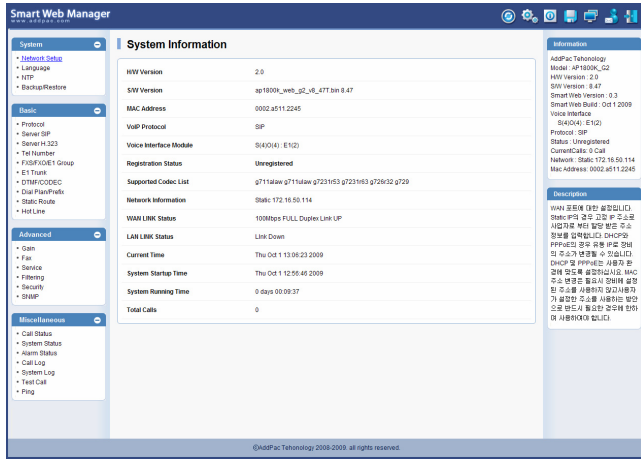 Smart Web Manager
www.addpac.com
System
Network Setup
Language
NTP
Backup/Restore
Basic
Protocol
Server SIP
Server H.323
Tel Number
FXS/FXO/E1 Group
E1 Trunk
DTMF/CODEC
Dial Plan/Prefix
Static Route
Hot Line
Advanced
Gain
Fax
Service
Filtering
Security
SNMP
Miscellaneous
Call Status
System Status
Alarm Status
Call Log
System Log
Test Call
Ping
System Information
H/W Version 2.0
S/W Version ap1800k_web_g2_v8_47T.bin 8.47
MAC Address 0002.a511.2245
VoIP Protocol SIP
Voice Interface Module S(4)O(4) : E1(2)
Registration Status Unregistered
Supported Codec List g711alaw g711ulaw g7231r53 g7231r63 g726r32 g729
Network Information Static 172.16.50.114
WAN LINK Status 100Mbps FULL Duplex Link UP
LAN LINK Status Link Down
Current Time Thu Oct 1 13:06:23 2009
System Startup Time Thu Oct 1 12:56:46 2009
System Running Time 0 days 00:09:37
Total Calls 0
Information
AddPac Tehonology
Model : AP1800K_G2
H/W Version : 2.0
S/W Version : 8.47
Smart Web Version : 0.3
Smart Web Build : Oct 1 2009
Voice Interface
S(4)O(4) : E1(2)
Protocol : SIP
Status : Unregistered
CurrentCalls: 0 Call
Network : Static 172.16.50.114
Mac Address: 0002.a511.2245
Description
WAN 포트에 대한 설정입니다.
Static IP의 경우 고정 IP 주소로
사업자로 부터 할당 받은 주소
정보를 입력합니다. DHCP와
PPPoE의 경우 유동 IP로 장비
의 주소가 변경될 수 있습니다.
DHCP 및 PPPoE는 사용자 환
경에 맞도록 설정하십시요. MAC
주소 변경은 필요시 장비에 설정
된 주소를 사용하지 않고사용자
가 설정한 주소를 사용하는 방안
으로 반드시 필요한 경우에 한하
여 사용하여야 합니다.
©AddPac Tehonology 2008-2009. all rights reserved.